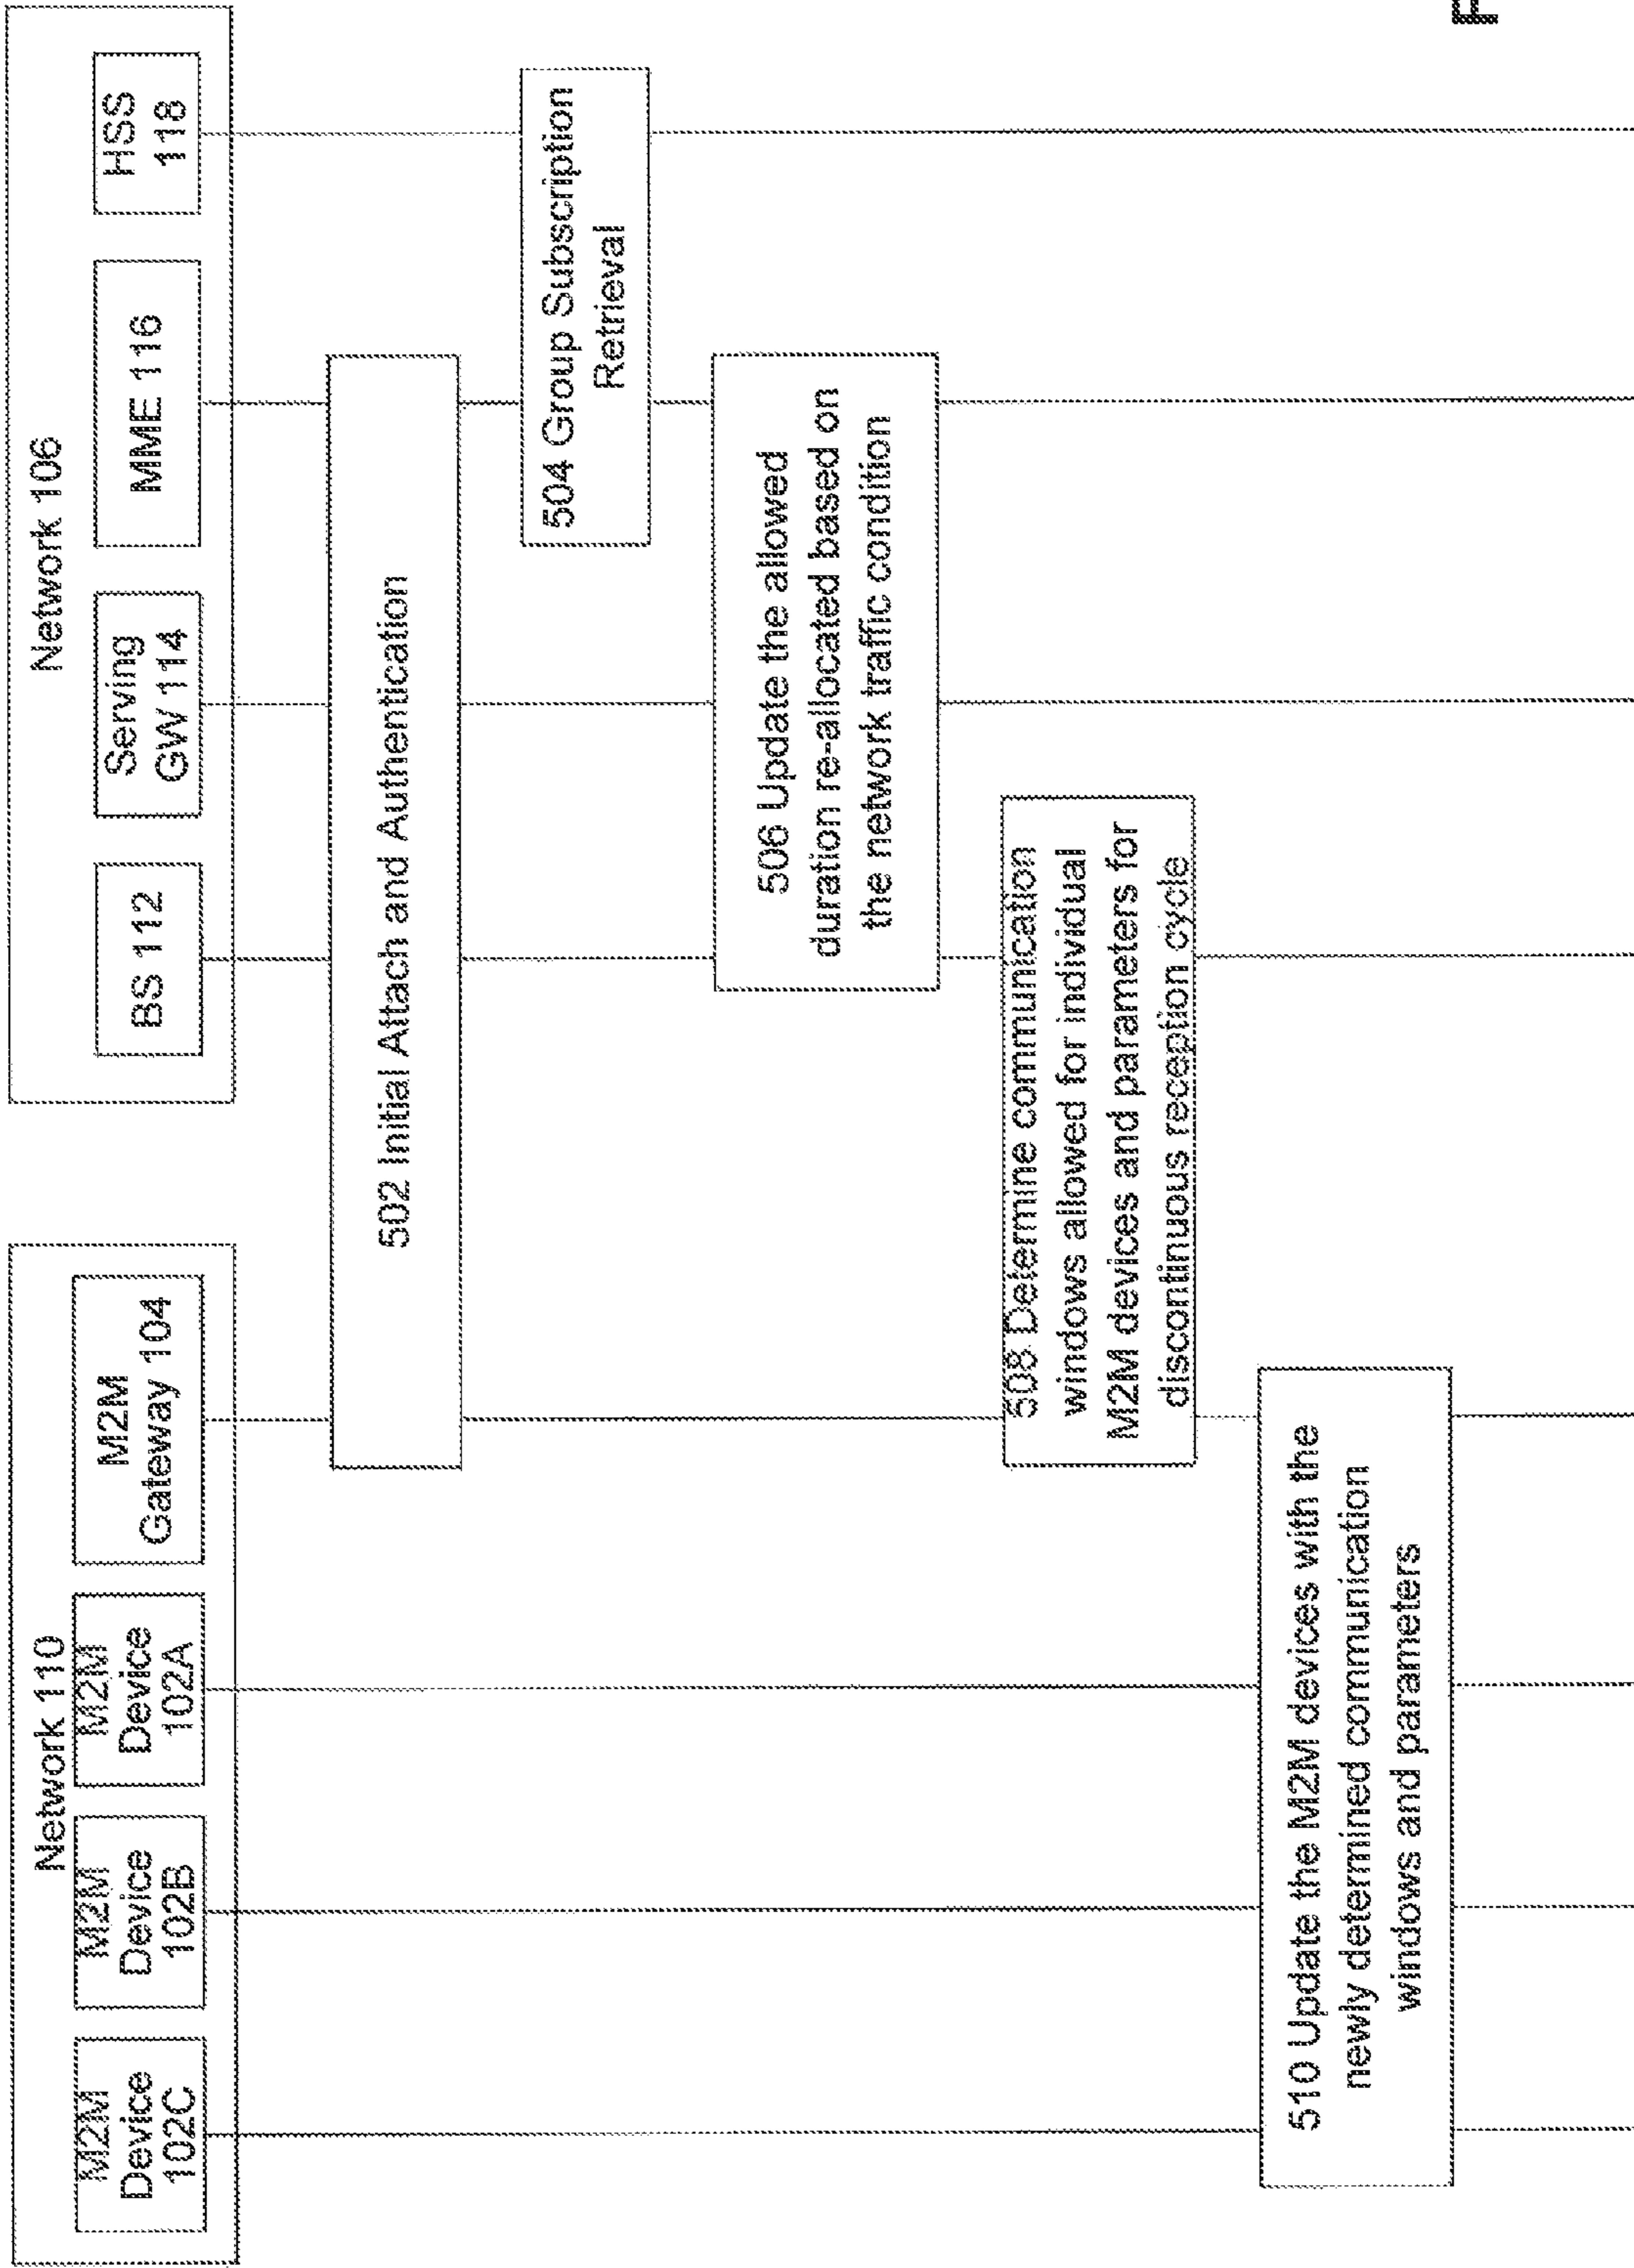 Network 110
M2M
Device
102C
M2M
Device
102B
M2M
Device
102A
M2M
Gateway 104
Network 106
BS 112
Serving
GW 114
MME 116
HSS
118
502 Initial Attach and Authentication
504 Group Subscription
Retrieval
506 Update the allowed
duration re-allocated based on
the network traffic condition
508 Determine communication
windows allowed for individual
M2M devices and parameters for
discontinuous reception cycle
510 Update the M2M devices with the
newly determined communication
windows and parameters